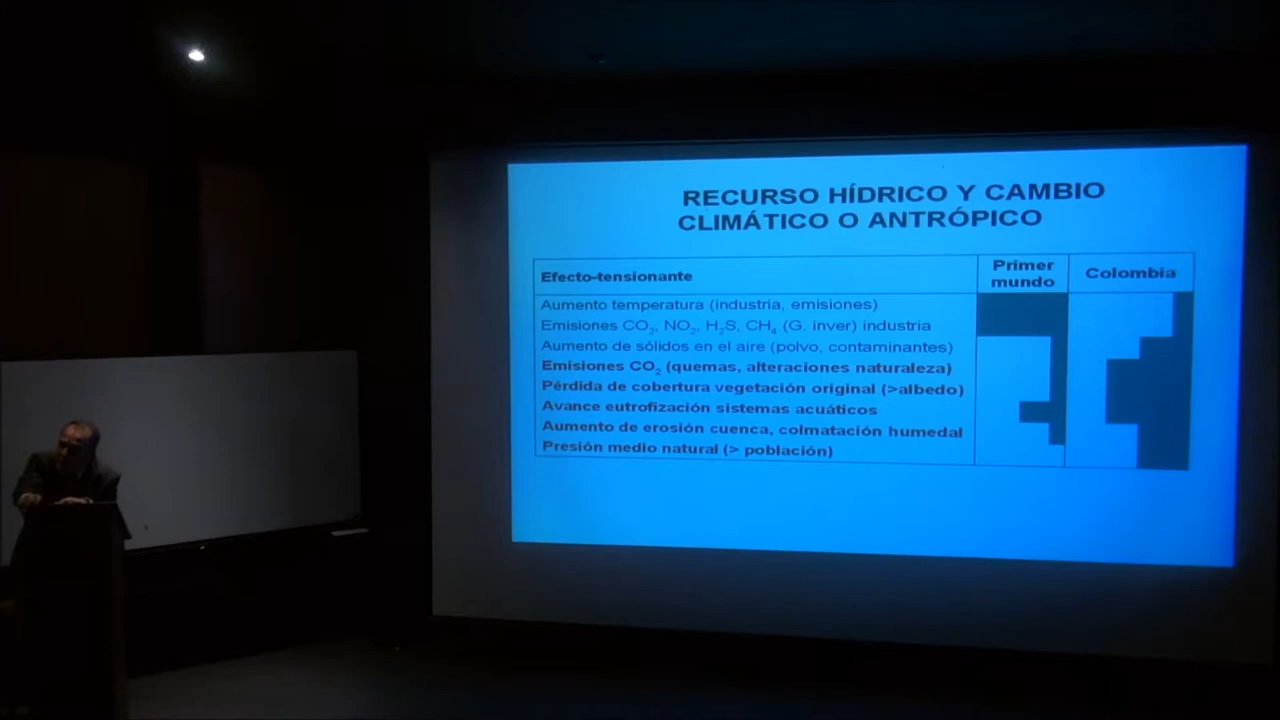 RECURSO HÍDRICO Y CAMBIO
CLIMÁTICO O ANTRÓPICO
Efecto-tensionante
Primer
mundo
Colombia
Aumento temperatura (industria, emisiones)
Emisiones CO₂, NO₂, H₂S, CH₄ (G. inver) industria
Aumento de sólidos en el aire (polvo, contaminantes)
Emisiones CO₂ (quemas, alteraciones naturaleza)
Pérdida de cobertura vegetación original (>albedo)
Avance eutrofización sistemas acuáticos
Aumento de erosión cuenca, colmatación humedal
Presión medio natural (> población)